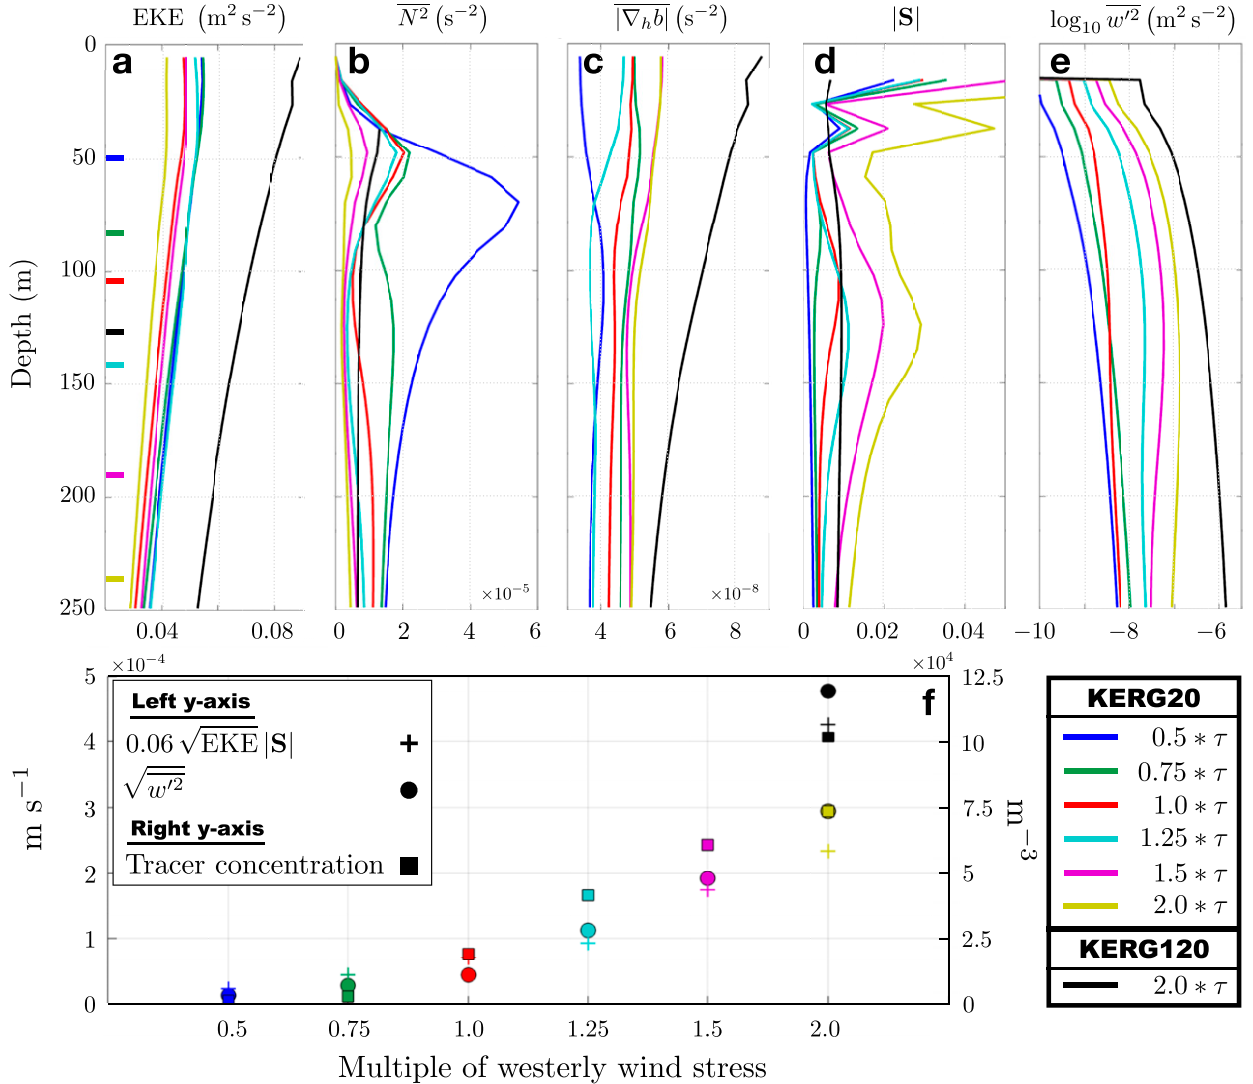 EKE (m² s⁻²)
N² (s⁻²)
|∇ₕb| (s⁻²)
|S|
log₁₀ w′² (m² s⁻²)
a
b
c
d
e
Depth (m)
0
50
100
150
200
250
×10⁻⁵
×10⁻⁸
0.04 0.08
0 2 4 6
4 6 8
0 0.02 0.04
−10 −8 −6
×10⁻⁴
×10⁴
f
5
4
3
2
1
0
m s⁻¹
12.5
10
7.5
5
2.5
0
m⁻³
Left y-axis
0.06 √EKE |S| +
√w′²
Right y-axis
Tracer concentration
0.5 0.75 1.0 1.25 1.5 2.0
Multiple of westerly wind stress
KERG20
0.5 * τ
0.75 * τ
1.0 * τ
1.25 * τ
1.5 * τ
2.0 * τ
KERG120
2.0 * τ